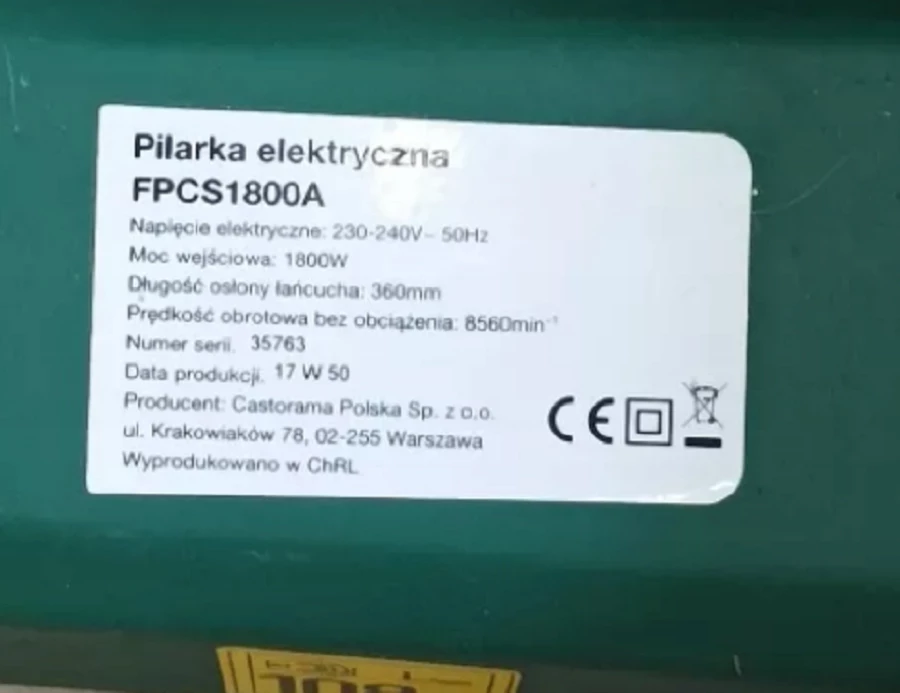 Pilarka elektryczna
FPCS1800A
Napięcie elektryczne: 230-240V~ 50Hz
Moc wejściowa: 1800W
Długość osłony łańcucha: 360mm
Prędkość obrotowa bez obciążenia: 8560min⁻¹
Numer serii. 35763
Data produkcji. 17 W 50
Producent: Castorama Polska Sp. z o.o.
ul. Krakowiaków 78, 02-255 Warszawa
Wyprodukowano w ChRL
CE